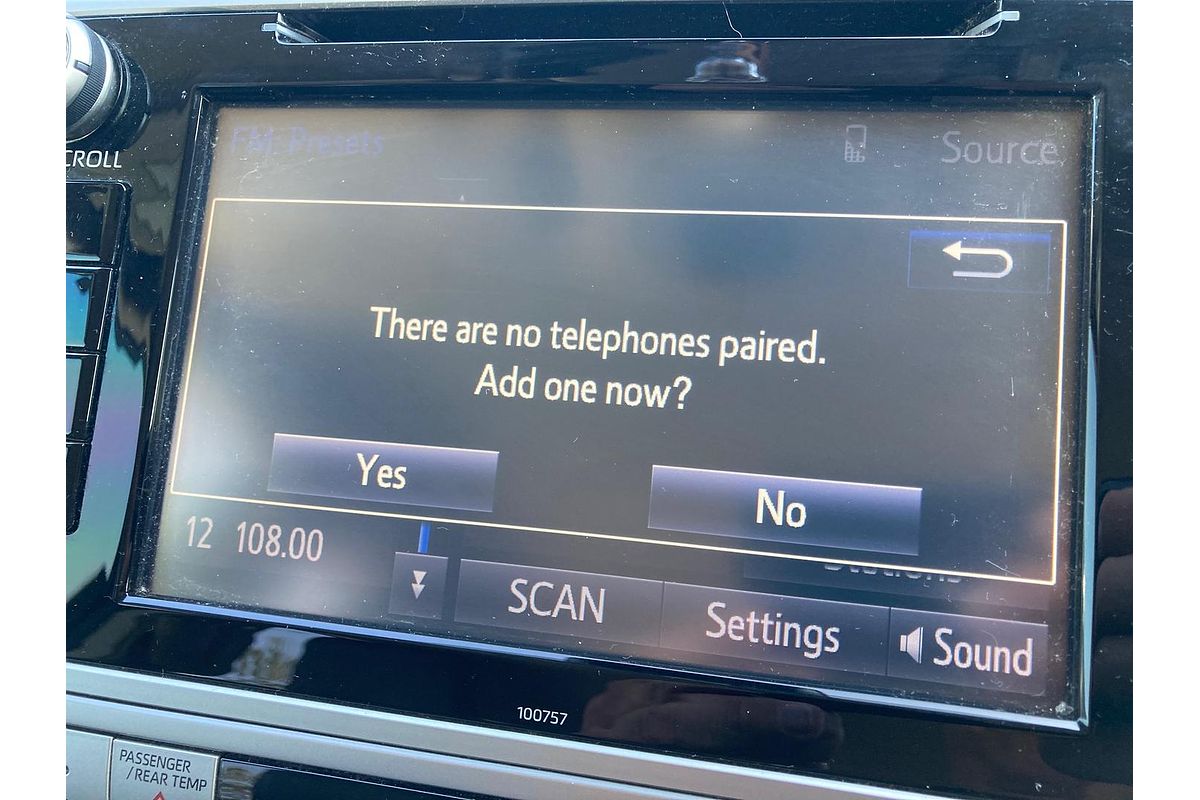 FM: Presets
Source
CROLL
There are no telephones paired.
Add one now?
Yes
No
12 108.00
Stations
SCAN
Settings
Sound
100757
PASSENGER
/REAR TEMP